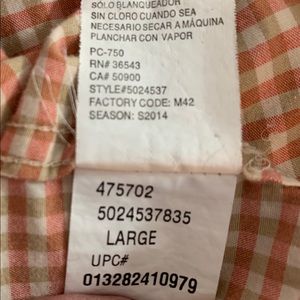 SOLO BLANQUEADOR
SIN CLORO CUANDO SEA
NECESARIO SECAR A MÁQUINA
PLANCHAR CON VAPOR
PC-750
RN# 36543
CA# 50900
STYLE#5024537
FACTORY CODE: M42
SEASON: S2014
475702
5024537835
LARGE
UPC#
013282410979